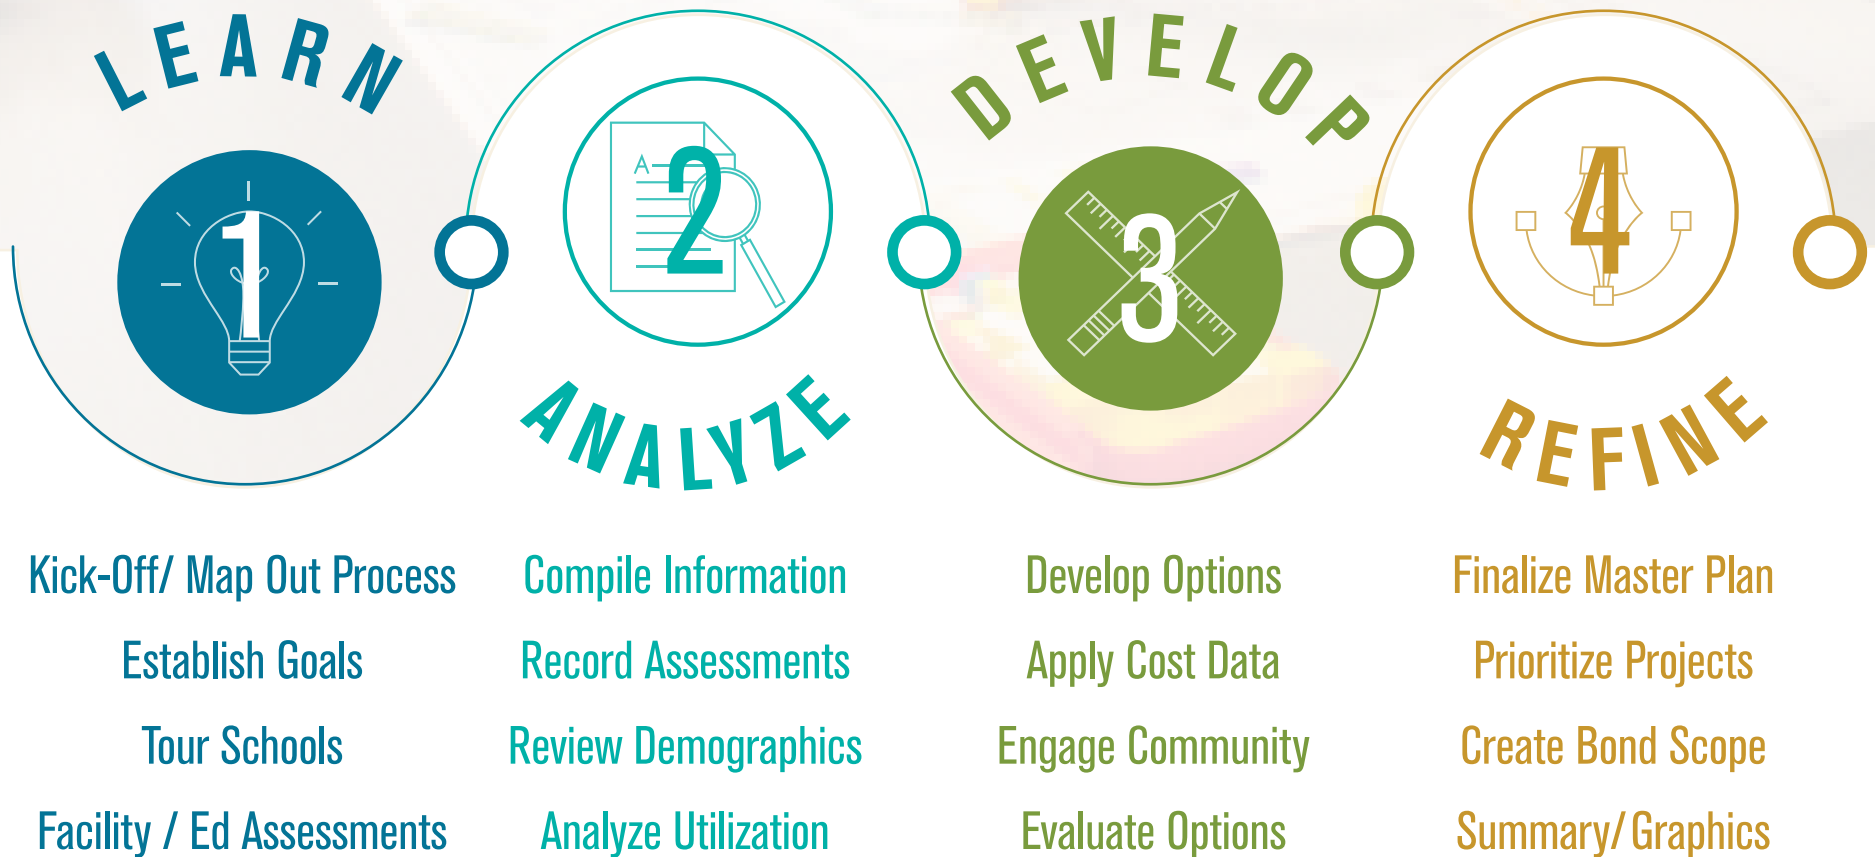 LEARN
1
Kick-Off/ Map Out Process
Establish Goals
Tour Schools
Facility / Ed Assessments
A
2
ANALYZE
Compile Information
Record Assessments
Review Demographics
Analyze Utilization
DEVELOP
3
Develop Options
Apply Cost Data
Engage Community
Evaluate Options
4
REFINE
Finalize Master Plan
Prioritize Projects
Create Bond Scope
Summary/Graphics